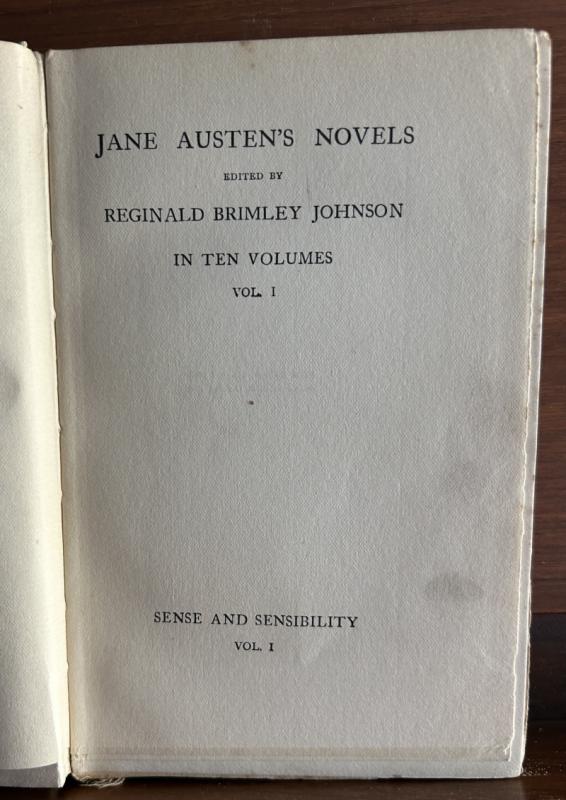 JANE AUSTEN'S NOVELS
EDITED BY
REGINALD BRIMLEY JOHNSON
IN TEN VOLUMES
VOL. I
SENSE AND SENSIBILITY
VOL. I